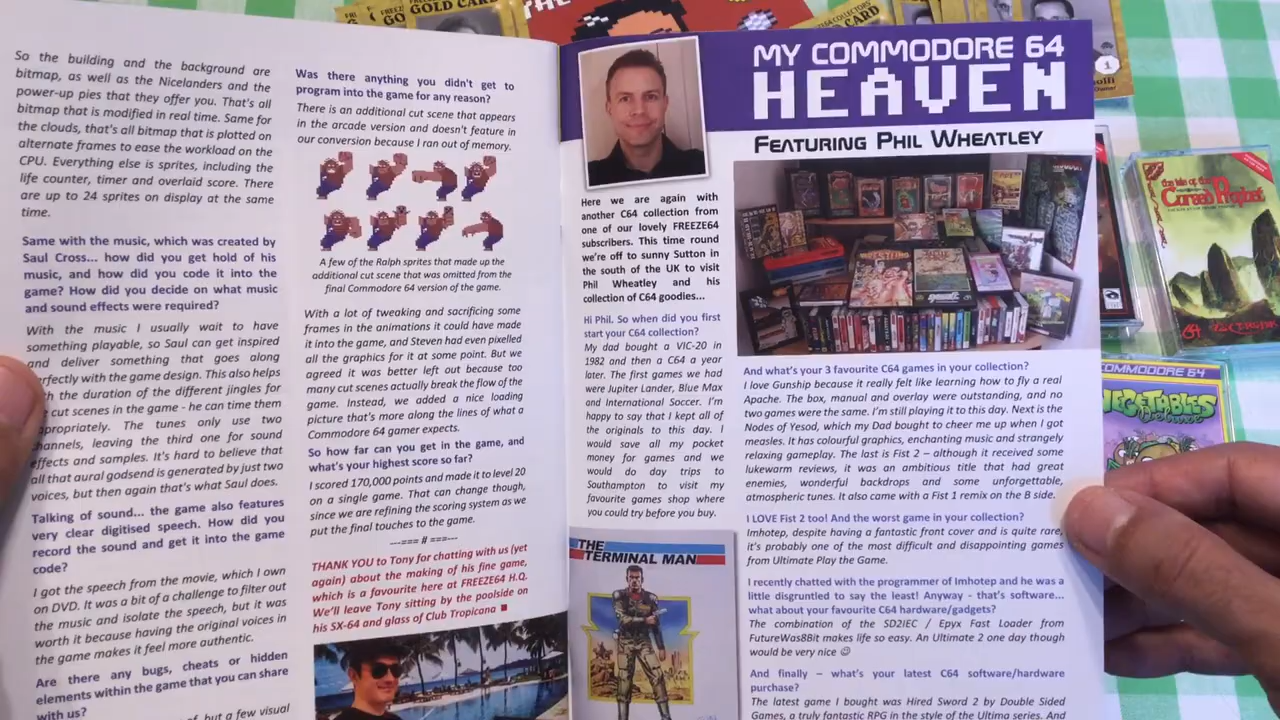 So the building and the background are
bitmap, as well as the Nicelanders and the
power-up pies that they offer you. That's all
bitmap that is modified in real time. Same for
the clouds, that's all bitmap that is plotted on
alternate frames to ease the workload on the
CPU. Everything else is sprites, including the
life counter, timer and overlaid score. There
are up to 24 sprites on display at the same
time.
Same with the music, which was created by
Saul Cross... how did you get hold of his
music, and how did you code it into the
game? How did you decide on what music
and sound effects were required?
With the music I usually wait to have
something playable, so Saul can get inspired
and deliver something that goes along
perfectly with the game design. This also helps
the duration of the different jingles for
cut scenes in the game - he can time them
appropriately. The tunes only use two
channels, leaving the third one for sound
effects and samples. It's hard to believe that
all that aural godsend is generated by just two
voices, but then again that's what Saul does.
Talking of sound... the game also features
very clear digitised speech. How did you
record the sound and get it into the game
code?
I got the speech from the movie, which I own
on DVD. It was a bit of a challenge to filter out
the music and isolate the speech, but it was
worth it because having the original voices in
the game makes it feel more authentic.
Are there any bugs, cheats or hidden
elements within the game that you can share
with us?
of, but a few visual
Was there anything you didn't get to
program into the game for any reason?
There is an additional cut scene that appears
in the arcade version and doesn't feature in
our conversion because I ran out of memory.
A few of the Ralph sprites that made up the
additional cut scene that was omitted from the
final Commodore 64 version of the game.
With a lot of tweaking and sacrificing some
frames in the animations it could have made
it into the game, and Steven had even pixelled
all the graphics for it at some point. But we
agreed it was better left out because too
many cut scenes actually break the flow of the
game. Instead, we added a nice loading
picture that's more along the lines of what a
Commodore 64 gamer expects.
So how far can you get in the game, and
what's your highest score so far?
I scored 170,000 points and made it to level 20
on a single game. That can change though,
since we are refining the scoring system as we
put the final touches to the game.
---=== # ===---
THANK YOU to Tony for chatting with us (yet
again) about the making of his fine game,
which is a favourite here at FREEZE64 H.Q.
We'll leave Tony sitting by the poolside on
his SX-64 and glass of Club Tropicana
MY COMMODORE 64
HEAVEN
FEATURING PHIL WHEATLEY
Here we are again with
another C64 collection from
one of our lovely FREEZE64
subscribers. This time round
we're off to sunny Sutton in
the south of the UK to visit
Phil Wheatley and his
collection of C64 goodies...
Hi Phil. So when did you first
start your C64 collection?
My dad bought a VIC-20 in
1982 and then a C64 a year
later. The first games we had
were Jupiter Lander, Blue Max
and International Soccer. I'm
happy to say that I kept all of
the originals to this day. I
would save all my pocket
money for games and we
would do day trips to
Southampton to visit my
favourite games shop where
you could try before you buy.
THE
TERMINAL MAN
And what's your 3 favourite C64 games in your collection?
I love Gunship because it really felt like learning how to fly a real
Apache. The box, manual and overlay were outstanding, and no
two games were the same. I'm still playing it to this day. Next is the
Nodes of Yesod, which my Dad bought to cheer me up when I got
measles. It has colourful graphics, enchanting music and strangely
relaxing gameplay. The last is Fist 2 – although it received some
lukewarm reviews, it was an ambitious title that had great
enemies, wonderful backdrops and some unforgettable,
atmospheric tunes. It also came with a Fist 1 remix on the B side.
I LOVE Fist 2 too! And the worst game in your collection?
Imhotep, despite having a fantastic front cover and is quite rare,
it's probably one of the most difficult and disappointing games
from Ultimate Play the Game.
I recently chatted with the programmer of Imhotep and he was a
little disgruntled to say the least! Anyway - that's software...
what about your favourite C64 hardware/gadgets?
The combination of the SD2IEC / Epyx Fast Loader from
FutureWas8Bit makes life so easy. An Ultimate 2 one day though
would be very nice ☺
And finally – what's your latest C64 software/hardware
purchase?
The latest game I bought was Hired Sword 2 by Double Sided
Games, a truly fantastic RPG in the style of the Ultima series. And
GOLD CARD
THE
CARD
1
the isle of the
Cursed Prophet
64
COMMODORE 64
VEGETABLES